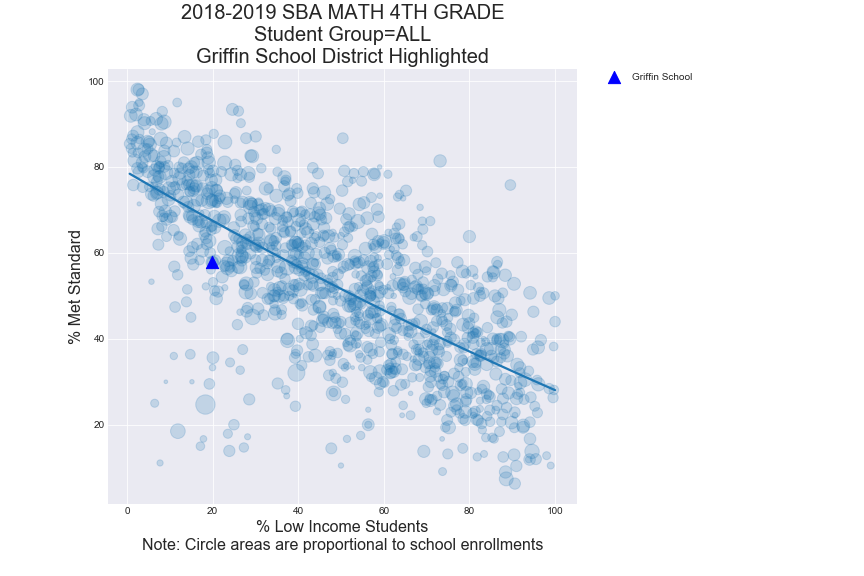 2018-2019 SBA MATH 4TH GRADE
Student Group=ALL
Griffin School District Highlighted
Griffin School
100
80
60
40
20
% Met Standard
0 20 40 60 80 100
% Low Income Students
Note: Circle areas are proportional to school enrollments